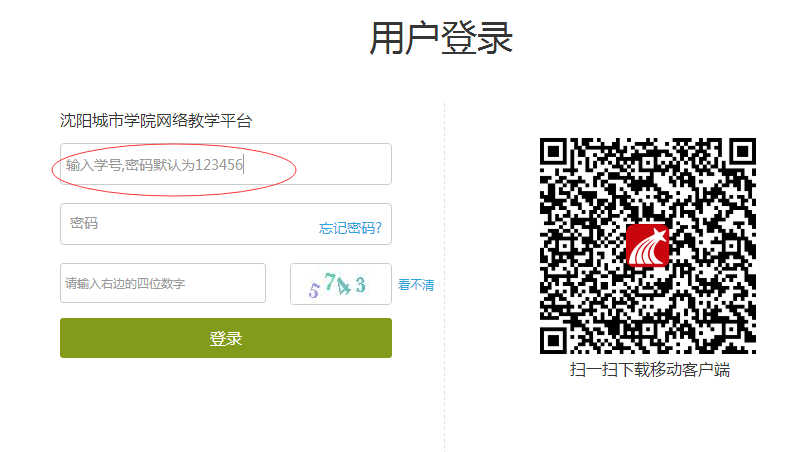 用户登录
沈阳城市学院网络教学平台
输入学号,密码默认为123456
密码
忘记密码?
请输入右边的四位数字
5743
看不清
登录
扫一扫下载移动客户端